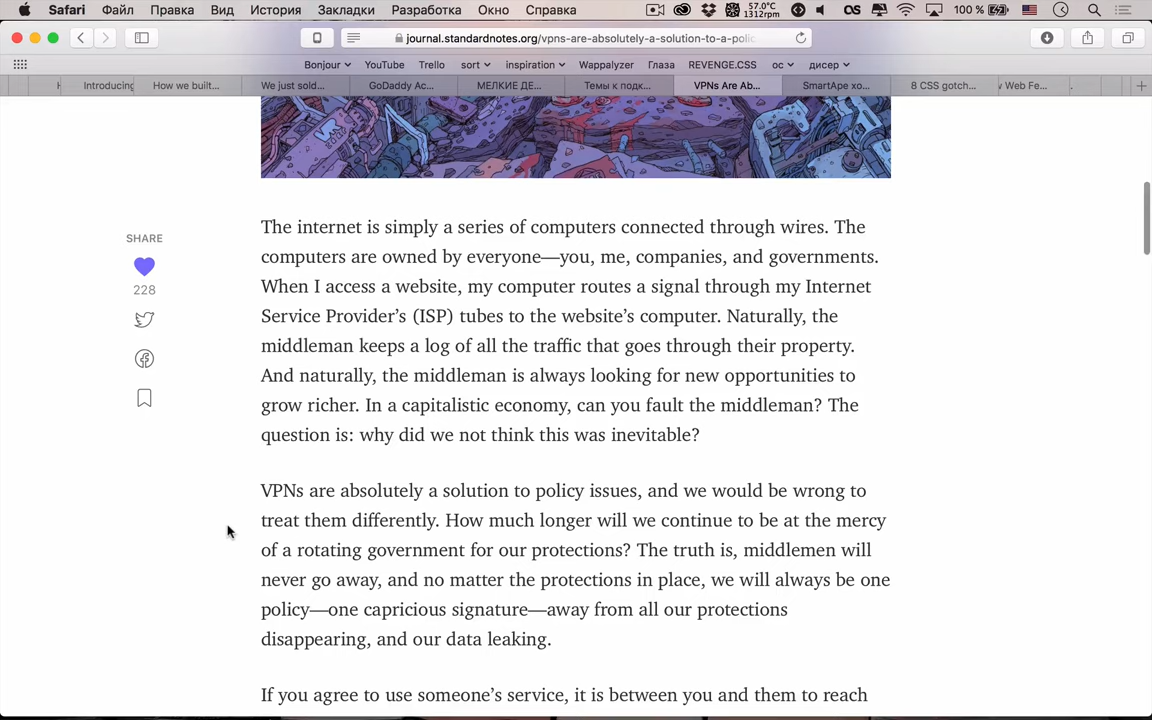 Safari Файл Правка Вид История Закладки Разработка Окно Справка 57.0°C 1312rpm 100 %
journal.standardnotes.org/vpns-are-absolutely-a-solution-to-a-polic
Bonjour YouTube Trello sort inspiration Wappalyzer Глаза REVENGE.CSS ос дисер
Introducing How we built... We just sold... GoDaddy Ac... МЕЛКИЕ ДЕ... Темы к подк... VPNs Are Ab... SmartApe хо... 8 CSS gotch... Web Fe...
The internet is simply a series of computers connected through wires. The
computers are owned by everyone—you, me, companies, and governments.
When I access a website, my computer routes a signal through my Internet
Service Provider’s (ISP) tubes to the website’s computer. Naturally, the
middleman keeps a log of all the traffic that goes through their property.
And naturally, the middleman is always looking for new opportunities to
grow richer. In a capitalistic economy, can you fault the middleman? The
question is: why did we not think this was inevitable?
SHARE
228
VPNs are absolutely a solution to policy issues, and we would be wrong to
treat them differently. How much longer will we continue to be at the mercy
of a rotating government for our protections? The truth is, middlemen will
never go away, and no matter the protections in place, we will always be one
policy—one capricious signature—away from all our protections
disappearing, and our data leaking.
If you agree to use someone’s service, it is between you and them to reach